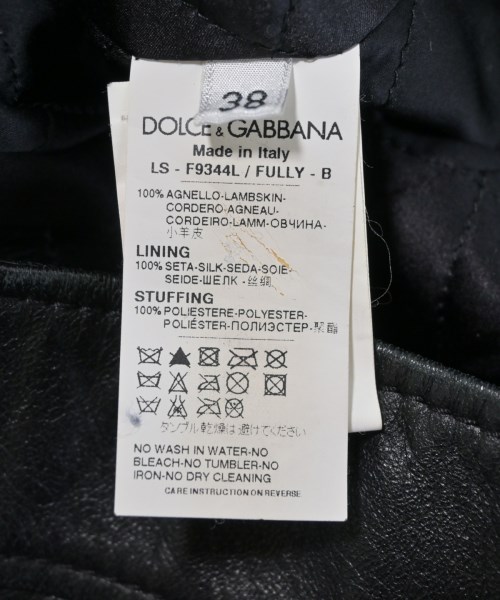 38
DOLCE & GABBANA
Made in Italy
LS - F9344L / FULLY - B
100% AGNELLO-LAMBSKIN-
CORDERO-AGNEAU-
CORDEIRO-LAMM-ОВЧИНА-
小羊皮
LINING
100% SETA-SILK-SEDA-SOIE-
SEIDE-ШЕЛК -丝绸
STUFFING
100% POLIESTERE-POLYESTER-
POLIÉSTER-ПОЛИЭСТЕР-聚酯
タンブル乾燥は避けてください
NO WASH IN WATER-NO
BLEACH-NO TUMBLER-NO
IRON-NO DRY CLEANING
CARE INSTRUCTION ON REVERSE